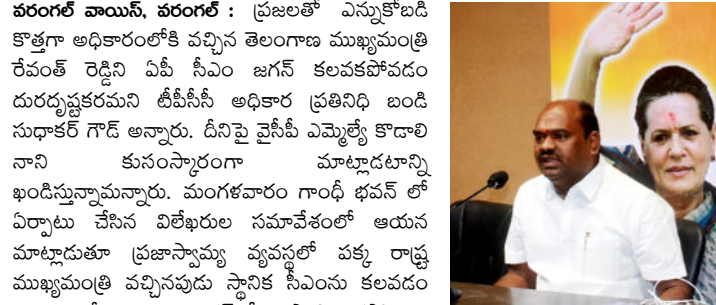 వరంగల్ వాయిస్, వరంగల్ : ప్రజలతో ఎన్నుకోబడి
కొత్తగా అధికారంలోకి వచ్చిన తెలంగాణ ముఖ్యమంత్రి
రేవంత్ రెడ్డిని ఏపీ సీఎం జగన్ కలవకపోవడం
దురదృష్టకరమని టీపీసీసీ అధికార ప్రతినిధి బండి
సుధాకర్ గౌడ్ అన్నారు. దీనిపై వైసీపీ ఎమ్మెల్యే కొడాలి
నాని కుసంస్కారంగా మాట్లాడటాన్ని
ఖండిస్తున్నామన్నారు. మంగళవారం గాంధీ భవన్ లో
ఏర్పాటు చేసిన విలేఖరుల సమావేశంలో ఆయన
మాట్లాడుతూ ప్రజాస్వామ్య వ్యవస్థలో పక్క రాష్ట్ర
ముఖ్యమంత్రి వచ్చినపుడు స్థానిక సీఎంను కలవడం